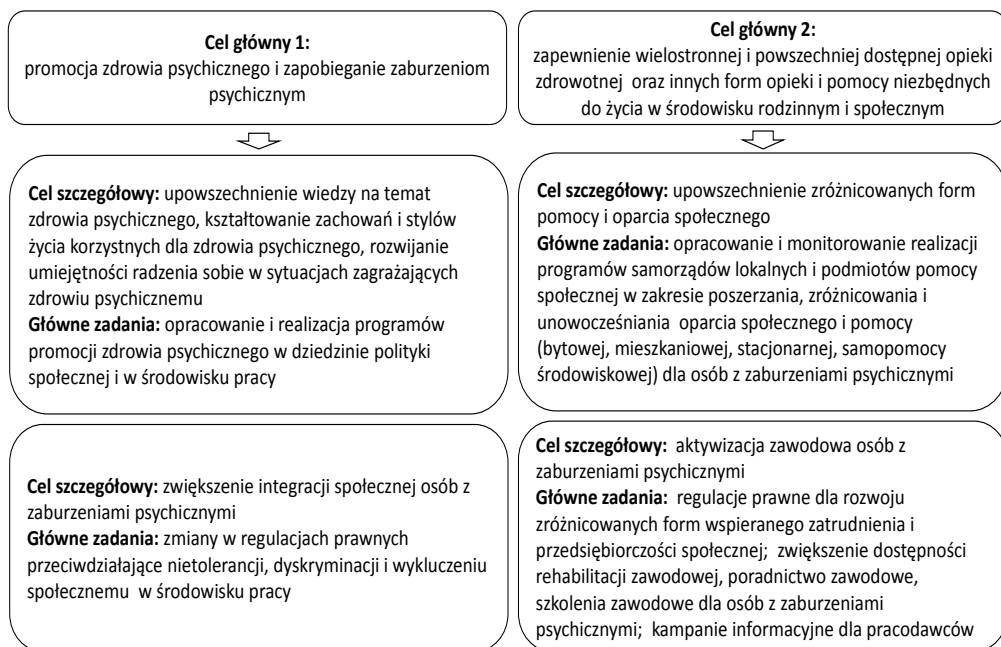 Cel główny 1:
promocja zdrowia psychicznego i zapobieganie zaburzeniom
psychicznym
Cel szczegółowy: upowszechnienie wiedzy na temat
zdrowia psychicznego, kształtowanie zachowań i stylów
życia korzystnych dla zdrowia psychicznego, rozwijanie
umiejętności radzenia sobie w sytuacjach zagrażających
zdrowiu psychicznemu
Główne zadania: opracowanie i realizacja programów
promocji zdrowia psychicznego w dziedzinie polityki
społecznej i w środowisku pracy
Cel szczegółowy: zwiększenie integracji społecznej osób z
zaburzeniami psychicznymi
Główne zadania: zmiany w regulacjach prawnych
przeciwdziałające nietolerancji, dyskryminacji i wykluczeniu
społecznemu w środowisku pracy
Cel główny 2:
zapewnienie wielostronnej i powszechniej dostępnej opieki
zdrowotnej oraz innych form opieki i pomocy niezbędnych
do życia w środowisku rodzinnym i społecznym
Cel szczegółowy: upowszechnienie zróżnicowanych form
pomocy i oparcia społecznego
Główne zadania: opracowanie i monitorowanie realizacji
programów samorządów lokalnych i podmiotów pomocy
społecznej w zakresie poszerzania, zróżnicowania i
unowocześniania oparcia społecznego i pomocy
(bytowej, mieszkaniowej, stacjonarnej, samopomocy
środowiskowej) dla osób z zaburzeniami psychicznymi
Cel szczegółowy: aktywizacja zawodowa osób z
zaburzeniami psychicznymi
Główne zadania: regulacje prawne dla rozwoju
zróżnicowanych form wspieranego zatrudnienia i
przedsiębiorczości społecznej; zwiększenie dostępności
rehabilitacji zawodowej, poradnictwo zawodowe,
szkolenia zawodowe dla osób z zaburzeniami
psychicznymi; kampanie informacyjne dla pracodawców